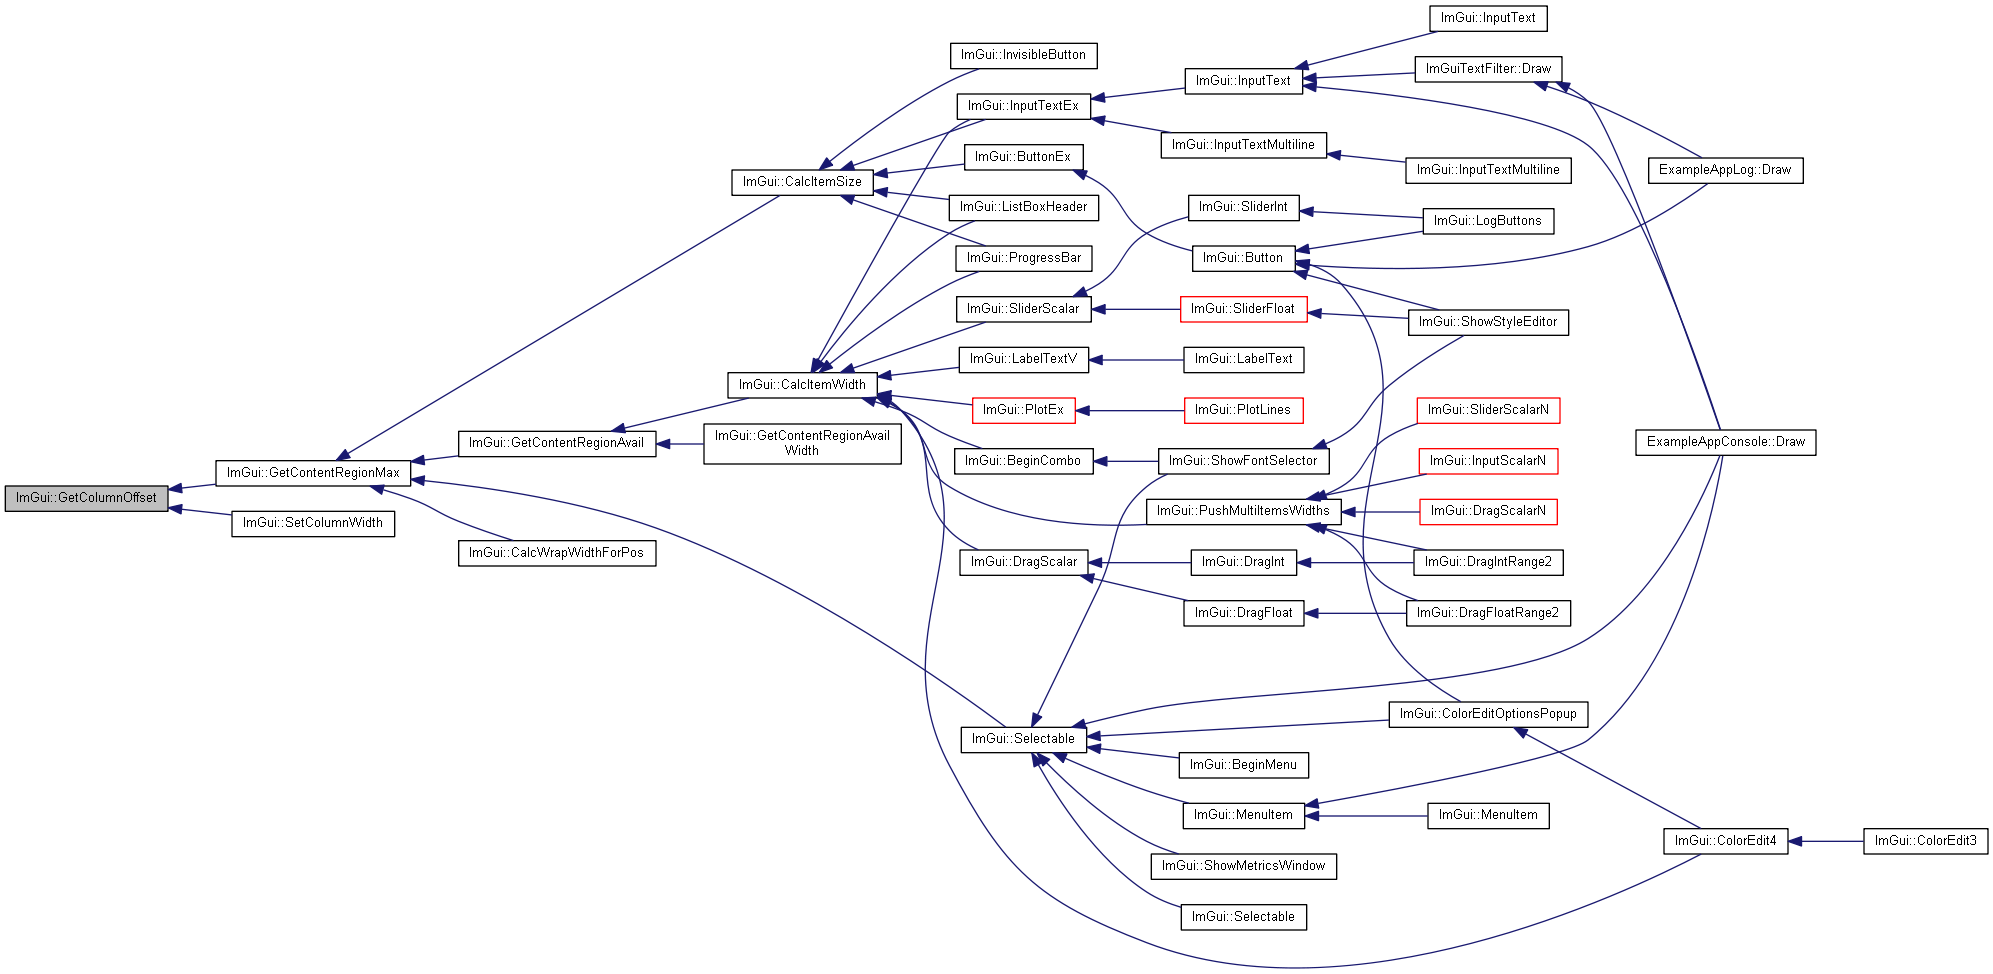 ImGui::GetColumnOffset
ImGui::GetContentRegionMax
ImGui::SetColumnWidth
ImGui::GetContentRegionAvail
ImGui::CalcWrapWidthForPos
ImGui::CalcItemSize
ImGui::CalcItemWidth
ImGui::GetContentRegionAvail
Width
ImGui::InvisibleButton
ImGui::InputTextEx
ImGui::ButtonEx
ImGui::ListBoxHeader
ImGui::ProgressBar
ImGui::SliderScalar
ImGui::LabelTextV
ImGui::PlotEx
ImGui::BeginCombo
ImGui::DragScalar
ImGui::Selectable
ImGui::InputText
ImGui::InputTextMultiline
ImGui::SliderInt
ImGui::Button
ImGui::SliderFloat
ImGui::LabelText
ImGui::PlotLines
ImGui::ShowFontSelector
ImGui::PushMultiItemsWidths
ImGui::DragInt
ImGui::DragFloat
ImGui::BeginMenu
ImGui::MenuItem
ImGui::ShowMetricsWindow
ImGui::Selectable
ImGui::InputText
ImGuiTextFilter::Draw
ImGui::InputTextMultiline
ImGui::LogButtons
ImGui::ShowStyleEditor
ImGui::SliderScalarN
ImGui::InputScalarN
ImGui::DragScalarN
ImGui::DragIntRange2
ImGui::DragFloatRange2
ImGui::ColorEditOptionsPopup
ImGui::MenuItem
ExampleAppLog::Draw
ExampleAppConsole::Draw
ImGui::ColorEdit4
ImGui::ColorEdit3